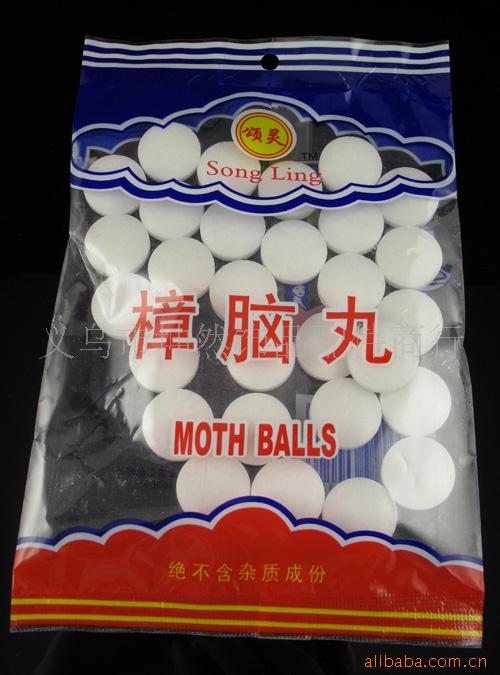 颂灵
TM
Song Ling
樟脑丸
MOTH BALLS
绝不含杂质成份
alibaba.com.cn